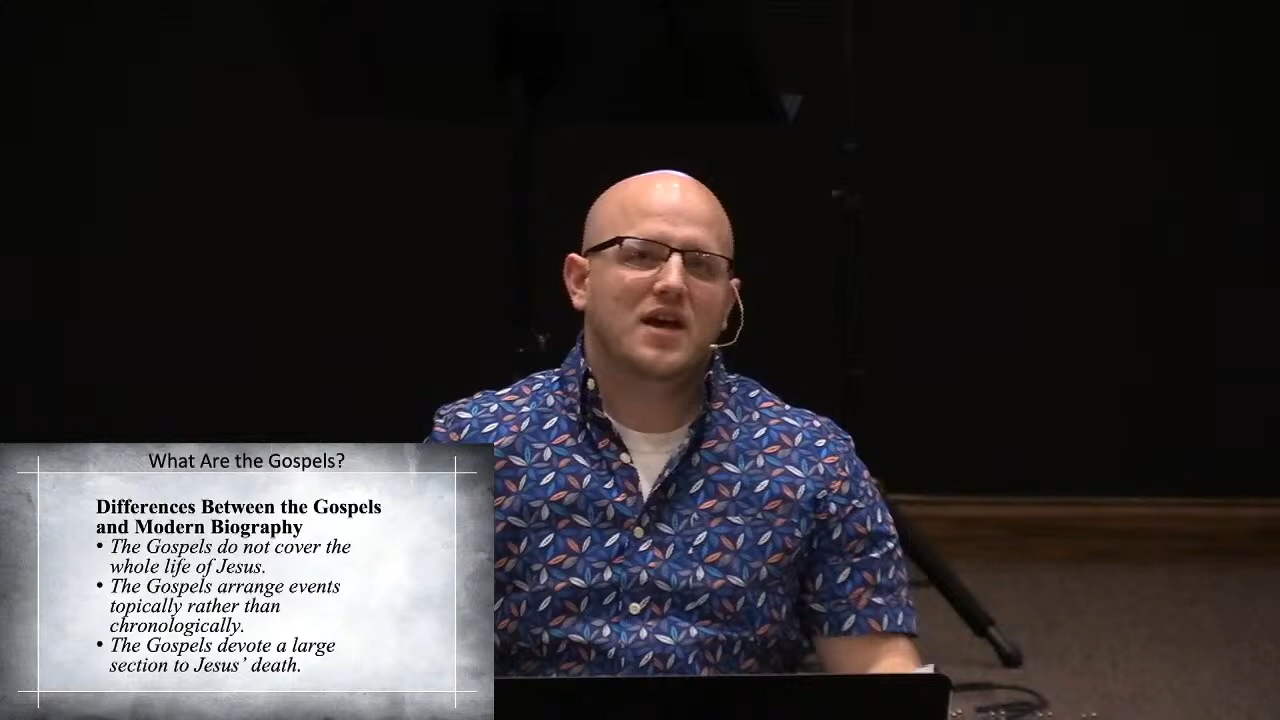 What Are the Gospels?
Differences Between the Gospels
and Modern Biography
• The Gospels do not cover the
whole life of Jesus.
• The Gospels arrange events
topically rather than
chronologically.
• The Gospels devote a large
section to Jesus’ death.